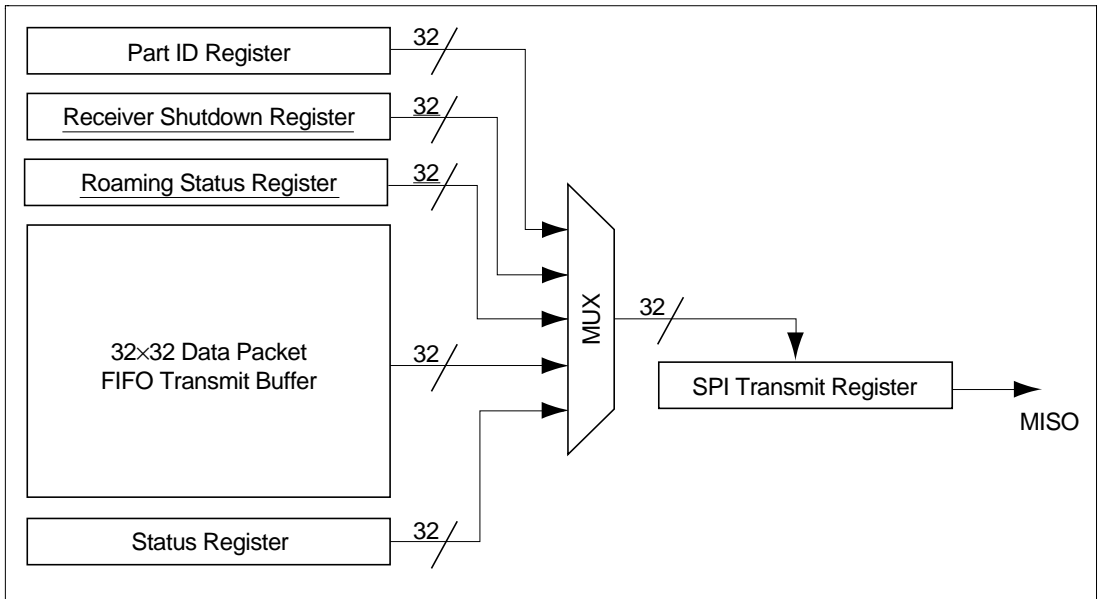 Part ID Register
32
Receiver Shutdown Register
32
Roaming Status Register
32
32×32 Data Packet
FIFO Transmit Buffer
32
Status Register
32
MUX
32
SPI Transmit Register
MISO